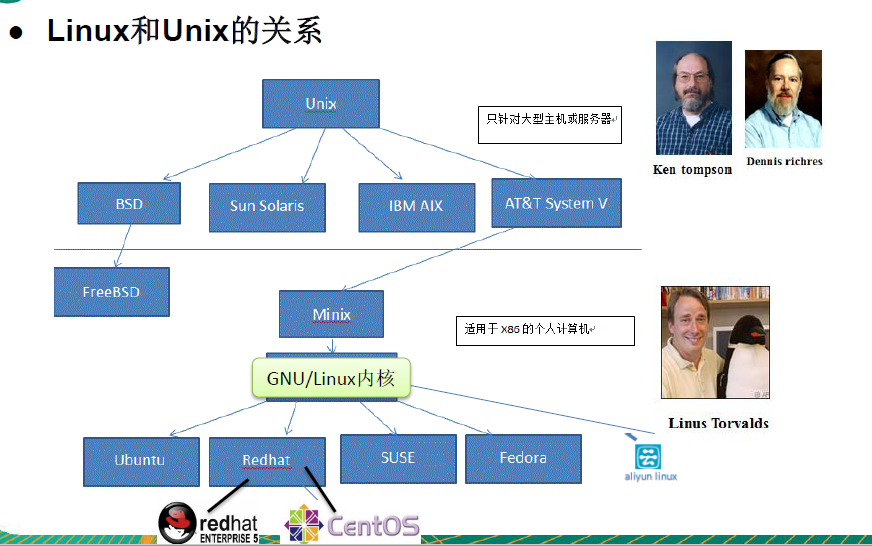 Linux和Unix的关系
Unix
只针对大型主机或服务器
Ken tompson
Dennis richres
BSD
Sun Solaris
IBM AIX
AT&T System V
FreeBSD
Minix
适用于 X86 的个人计算机
GNU/Linux内核
Linus Torvalds
Ubuntu
Redhat
SUSE
Fedora
aliyun linux
redhat
ENTERPRISE 5
CentOS